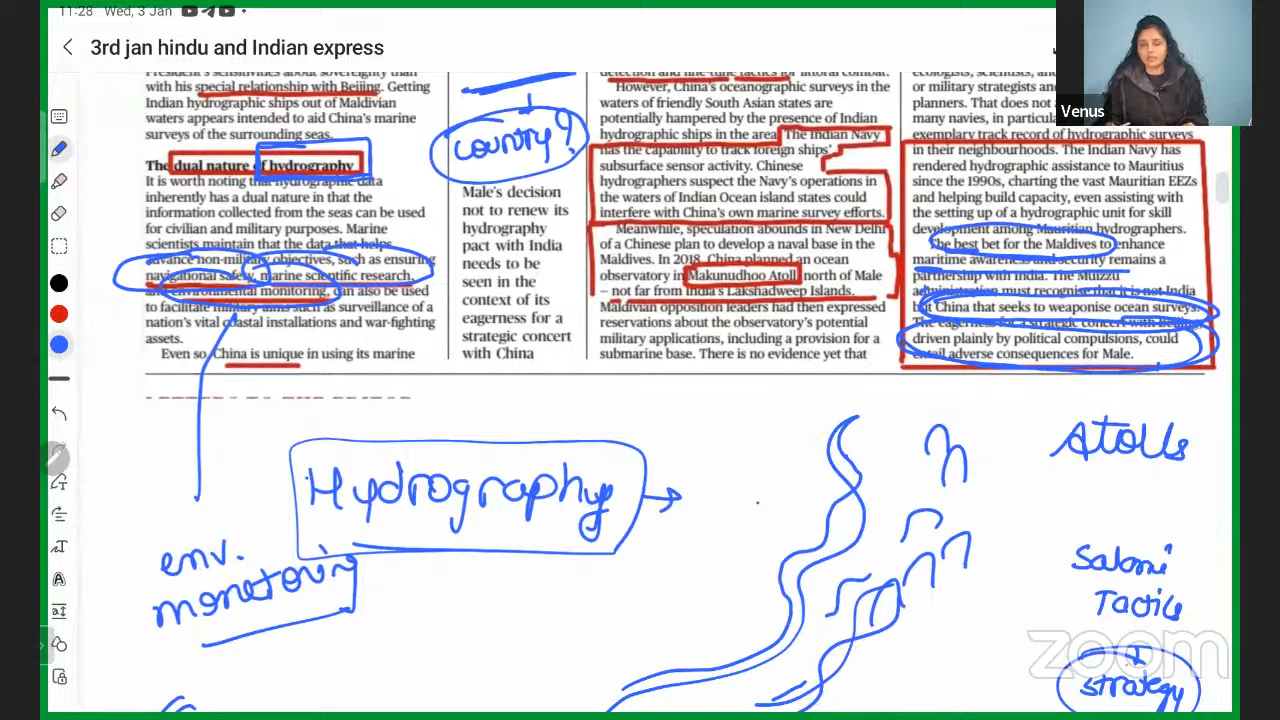 11:28 Wed, 3 Jan
3rd jan hindu and Indian express
Venus
President's sensitivities about sovereignty than
with his special relationship with Beijing. Getting
Indian hydrographic ships out of Maldivian
waters appears intended to aid China's marine
surveys of the surrounding seas.
The dual nature of hydrography
It is worth noting that hydrographic data
inherently has a dual nature in that the
information collected from the seas can be used
for civilian and military purposes. Marine
scientists maintain that the data that helps
advance non-military objectives, such as ensuring
navigational safety, marine scientific research,
and environmental monitoring, can also be used
to facilitate military aims such as surveillance of a
nation's vital coastal installations and war-fighting
assets.
Even so, China is unique in using its marine
country?
Male's decision
not to renew its
hydrography
pact with India
needs to be
seen in the
context of its
eagerness for a
strategic concert
with China
detection and fine-tune tactics for littoral combat.
However, China's oceanographic surveys in the
waters of friendly South Asian states are
potentially hampered by the presence of Indian
hydrographic ships in the area. The Indian Navy
has the capability to track foreign ships'
subsurface sensor activity. Chinese
hydrographers suspect the Navy's operations in
the waters of Indian Ocean island states could
interfere with China's own marine survey efforts.
Meanwhile, speculation abounds in New Delhi
of a Chinese plan to develop a naval base in the
Maldives. In 2018, China planned an ocean
observatory in Makunudhoo Atoll, north of Male
– not far from India's Lakshadweep Islands.
Maldivian opposition leaders had then expressed
reservations about the observatory's potential
military applications, including a provision for a
submarine base. There is no evidence yet that
ecologists, scientists, and
or military strategists and
planners. That does not
many navies, in particular
exemplary track record of hydrographic surveys
in their neighbourhoods. The Indian Navy has
rendered hydrographic assistance to Mauritius
since the 1990s, charting the vast Mauritian EEZs
and helping build capacity, even assisting with
the setting up of a hydrographic unit for skill
development among Mauritian hydrographers.
The best bet for the Maldives to enhance
maritime awareness and security remains a
partnership with India. The Muizzu
administration must recognise that it is not India
but China that seeks to weaponise ocean surveys.
The eagerness for a strategic concert with Beijing,
driven plainly by political compulsions, could
entail adverse consequences for Male.
Hydrography
env.
monetoring
Atolls
Salami
Tactics
strategy
zoom